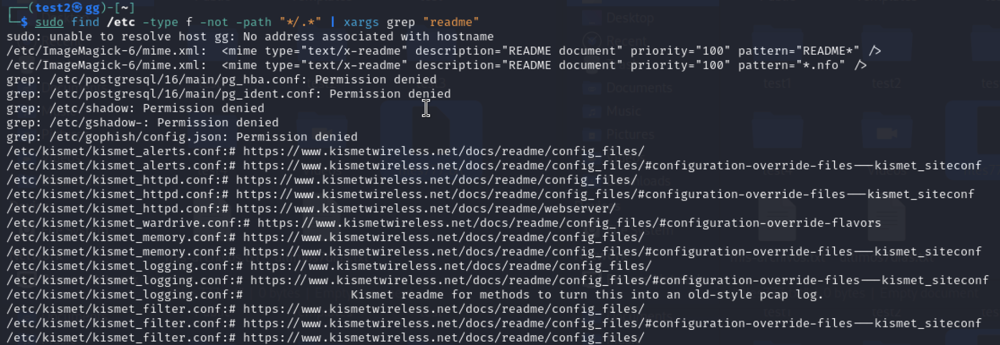 ┌──(test2㉿gg)-[~]
└─$ sudo find /etc -type f -not -path "*/.*" | xargs grep "readme"
sudo: unable to resolve host gg: No address associated with hostname
/etc/ImageMagick-6/mime.xml:  <mime type="text/x-readme" description="README document" priority="100" pattern="README*" />
/etc/ImageMagick-6/mime.xml:  <mime type="text/x-readme" description="README document" priority="100" pattern="*.nfo" />
grep: /etc/postgresql/16/main/pg_hba.conf: Permission denied
grep: /etc/postgresql/16/main/pg_ident.conf: Permission denied
grep: /etc/shadow: Permission denied
grep: /etc/gshadow-: Permission denied
grep: /etc/gophish/config.json: Permission denied
/etc/kismet/kismet_alerts.conf:# https://www.kismetwireless.net/docs/readme/config_files/
/etc/kismet/kismet_alerts.conf:# https://www.kismetwireless.net/docs/readme/config_files/#configuration-override-files---kismet_siteconf
/etc/kismet/kismet_httpd.conf:# https://www.kismetwireless.net/docs/readme/config_files/
/etc/kismet/kismet_httpd.conf:# https://www.kismetwireless.net/docs/readme/config_files/#configuration-override-files---kismet_siteconf
/etc/kismet/kismet_httpd.conf:# https://www.kismetwireless.net/docs/readme/webserver/
/etc/kismet/kismet_wardrive.conf:# https://www.kismetwireless.net/docs/readme/config_files/#configuration-override-flavors
/etc/kismet/kismet_memory.conf:# https://www.kismetwireless.net/docs/readme/config_files/
/etc/kismet/kismet_memory.conf:# https://www.kismetwireless.net/docs/readme/config_files/#configuration-override-files---kismet_siteconf
/etc/kismet/kismet_logging.conf:# https://www.kismetwireless.net/docs/readme/config_files/
/etc/kismet/kismet_logging.conf:# https://www.kismetwireless.net/docs/readme/config_files/#configuration-override-files---kismet_siteconf
/etc/kismet/kismet_logging.conf:#               Kismet readme for methods to turn this into an old-style pcap log.
/etc/kismet/kismet_filter.conf:# https://www.kismetwireless.net/docs/readme/config_files/
/etc/kismet/kismet_filter.conf:# https://www.kismetwireless.net/docs/readme/config_files/#configuration-override-files---kismet_siteconf
/etc/kismet/kismet_filter.conf:# https://www.kismetwireless.net/docs/readme/config_files/
Desktop
Recent
Documents
Music
Pictures
test1
test2